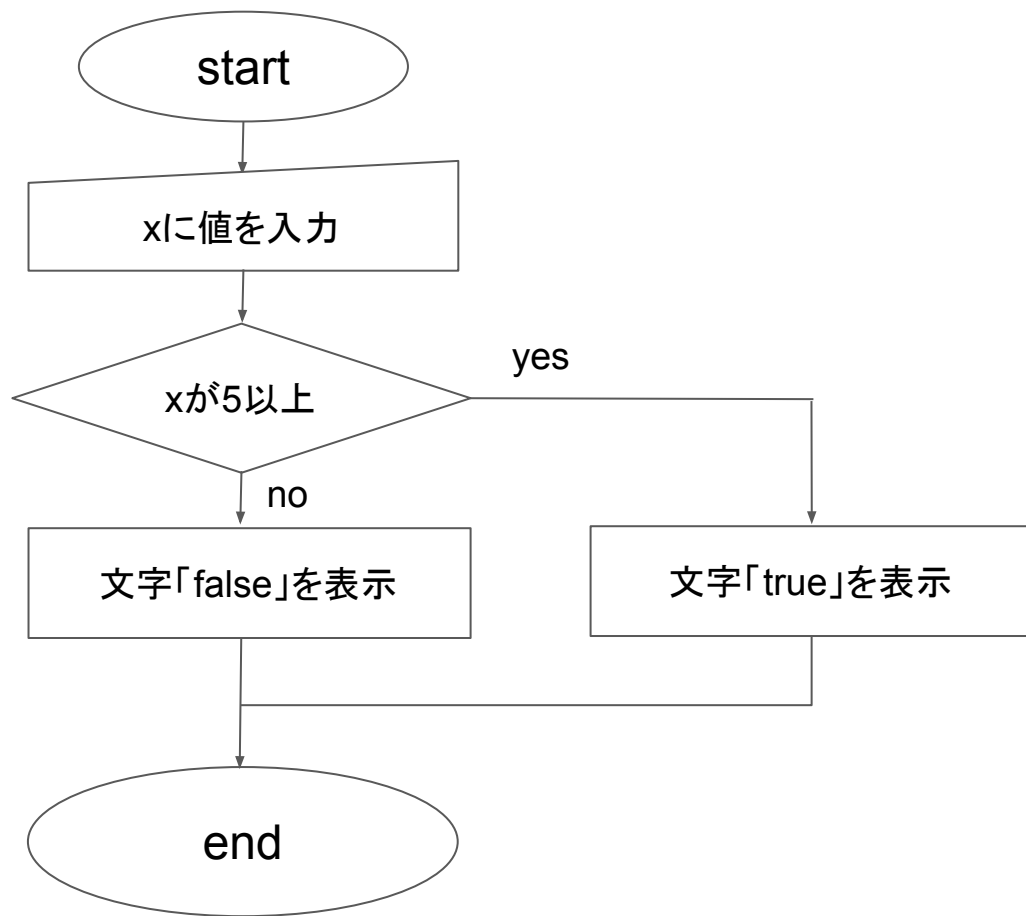 start
xに値を入力
xが5以上
yes
no
文字「false」を表示
文字「true」を表示
end